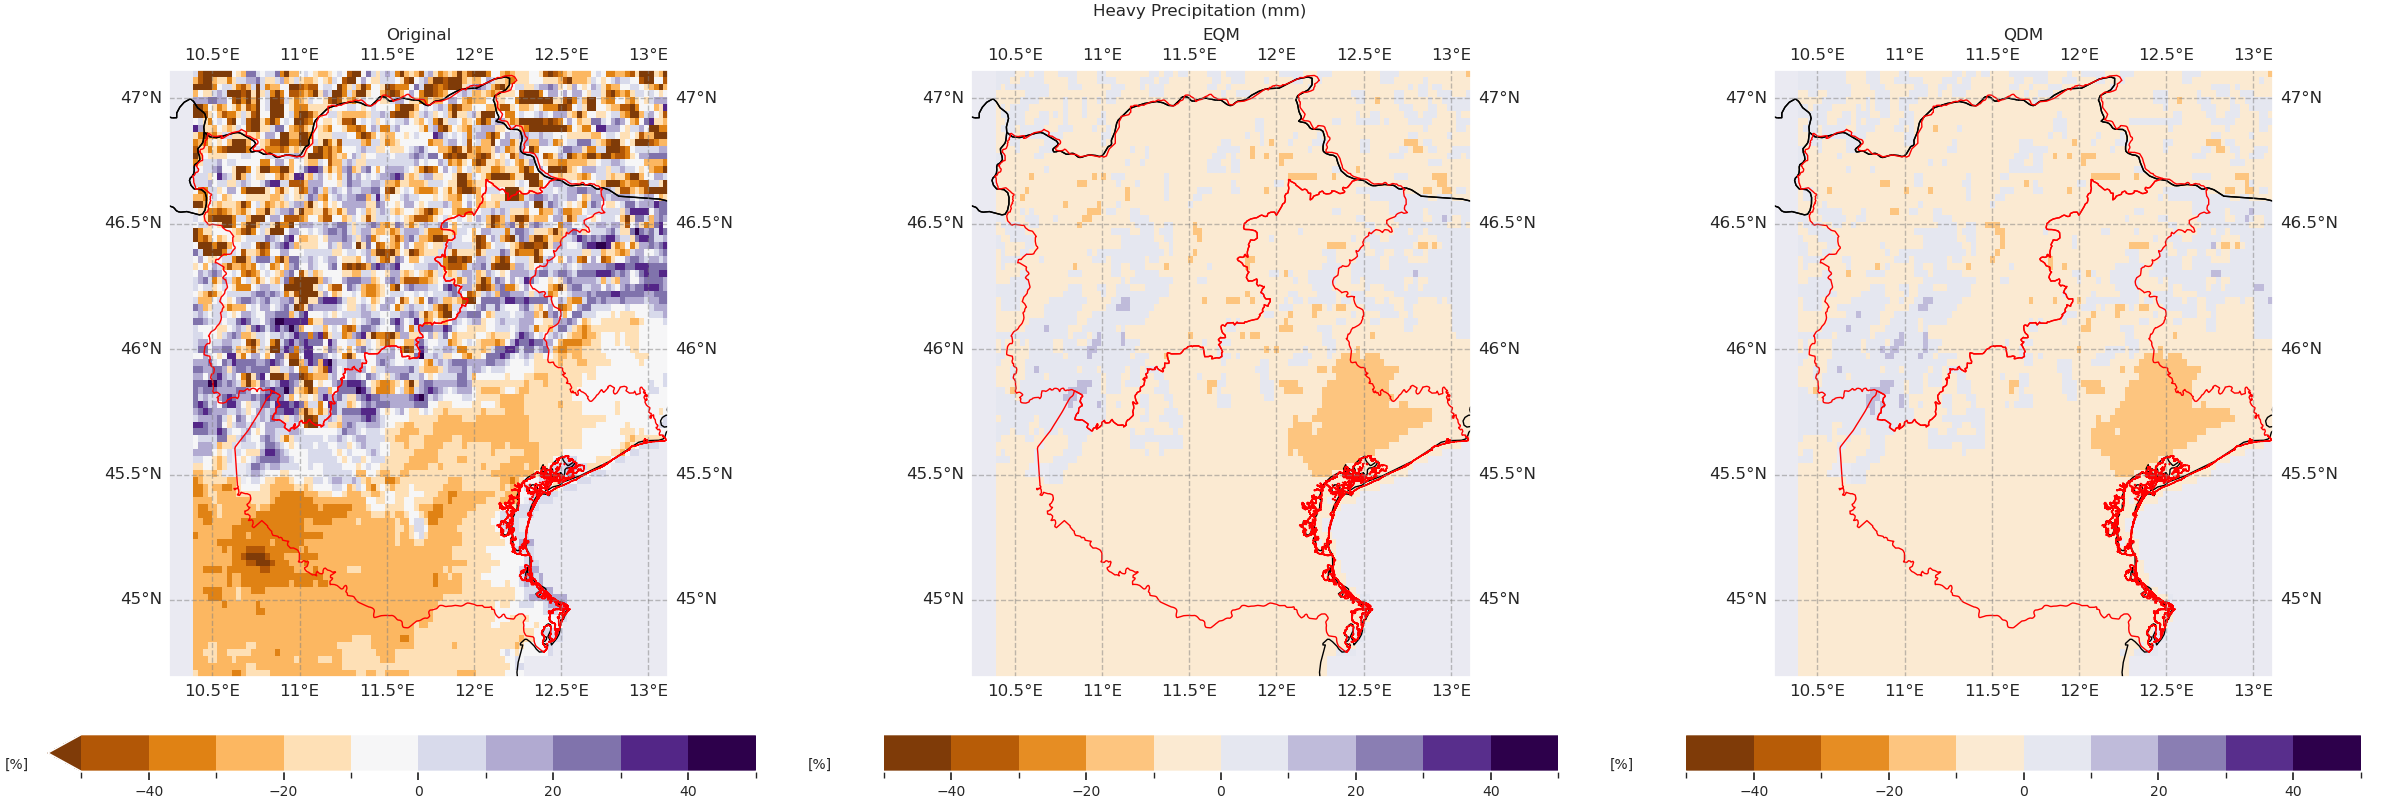 Heavy Precipitation (mm)
Original EQM QDM
10.5°E 11°E 11.5°E 12°E 12.5°E 13°E 10.5°E 11°E 11.5°E 12°E 12.5°E 13°E 10.5°E 11°E 11.5°E 12°E 12.5°E 13°E
47°N 47°N 47°N 47°N 47°N 47°N
46.5°N 46.5°N 46.5°N 46.5°N 46.5°N 46.5°N
46°N 46°N 46°N 46°N 46°N 46°N
45.5°N 45.5°N 45.5°N 45.5°N 45.5°N 45.5°N
45°N 45°N 45°N 45°N 45°N 45°N
10.5°E 11°E 11.5°E 12°E 12.5°E 13°E 10.5°E 11°E 11.5°E 12°E 12.5°E 13°E 10.5°E 11°E 11.5°E 12°E 12.5°E 13°E
[%] [%] [%]
−40 −20 0 20 40 −40 −20 0 20 40 −40 −20 0 20 40